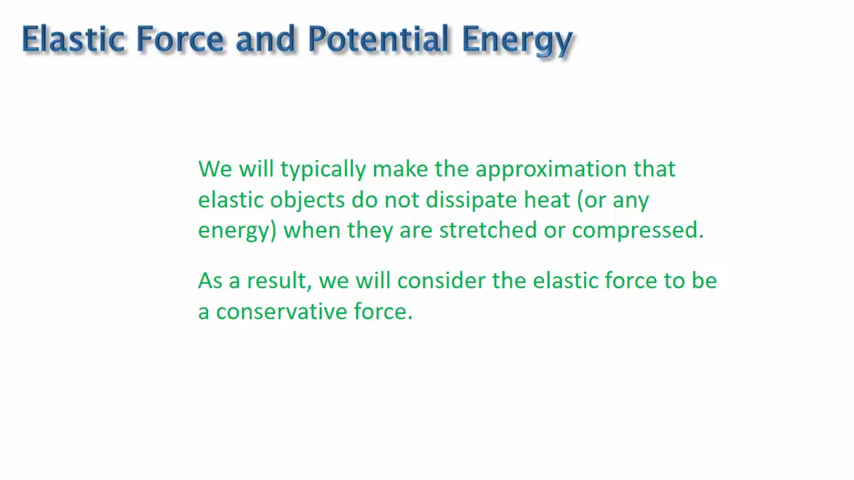 Elastic Force and Potential Energy
We will typically make the approximation that
elastic objects do not dissipate heat (or any
energy) when they are stretched or compressed.
As a result, we will consider the elastic force to be
a conservative force.